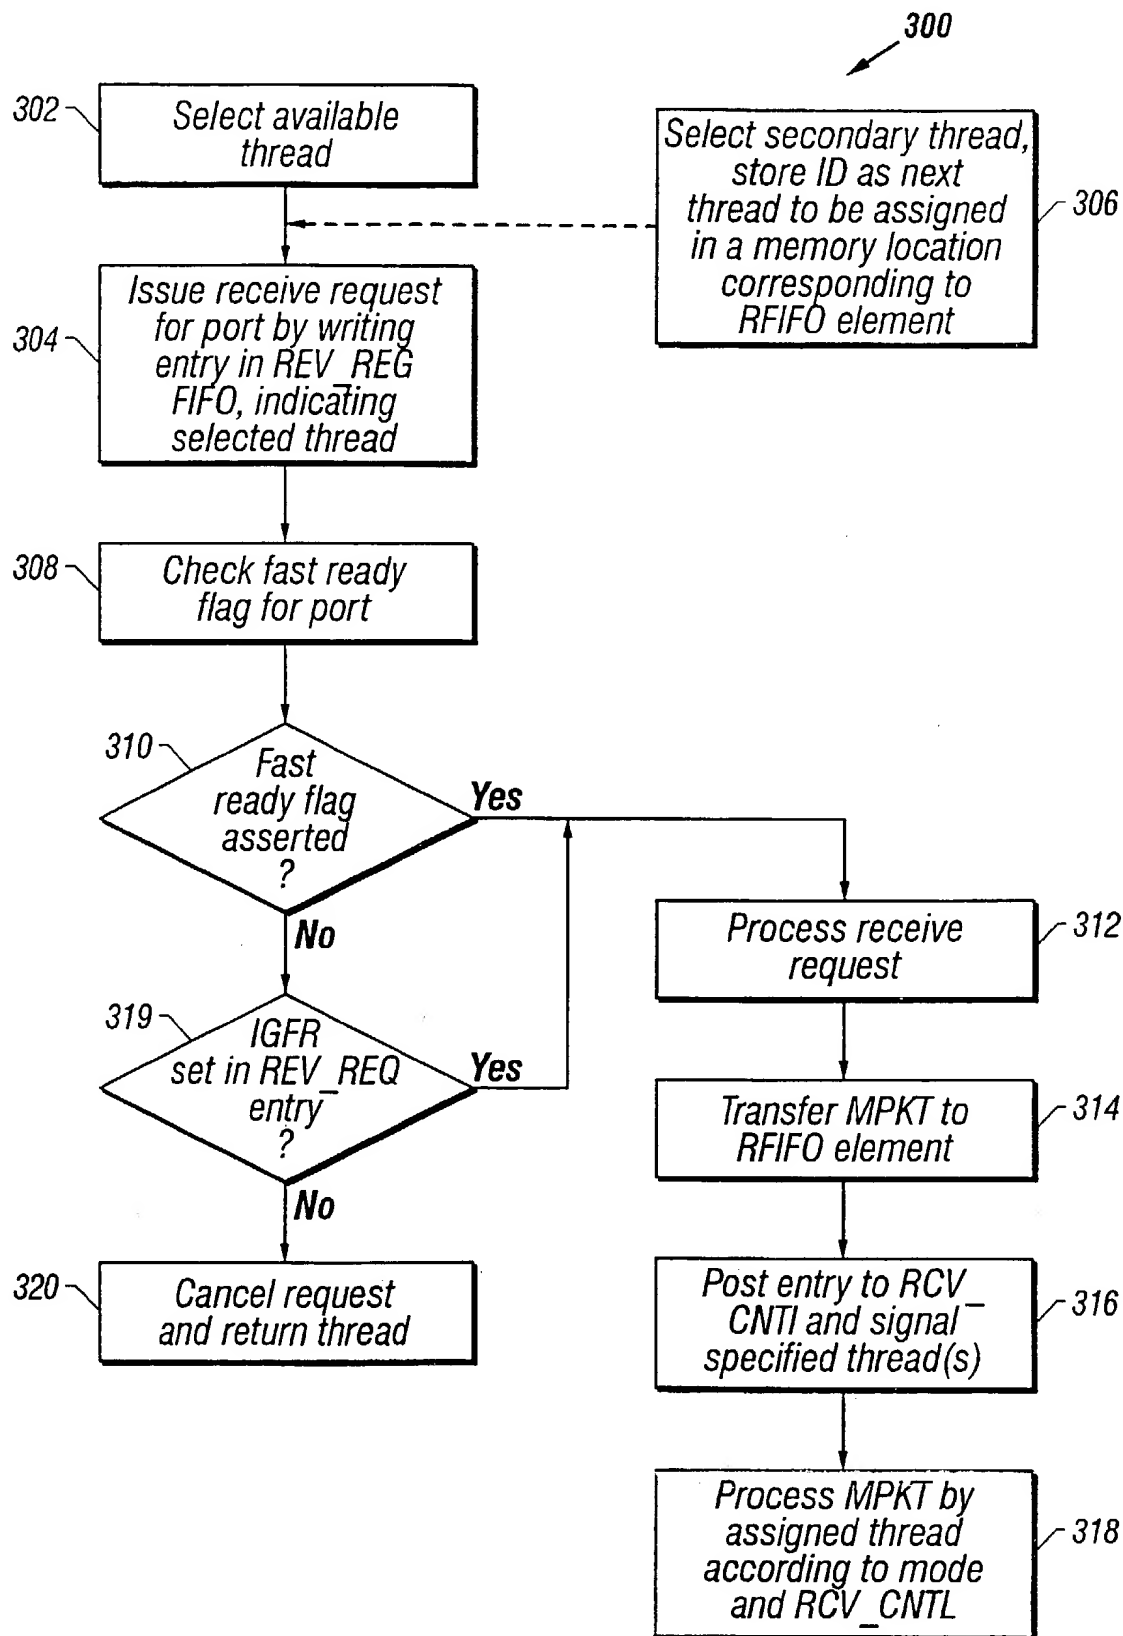 300
302
Select available
thread
Select secondary thread,
store ID as next
thread to be assigned
in a memory location
corresponding to
RFIFO element
306
304
Issue receive request
for port by writing
entry in REV_REG
FIFO, indicating
selected thread
308
Check fast ready
flag for port
310
Fast
ready flag
asserted
?
Yes
No
312
Process receive
request
319
IGFR
set in REV_REQ
entry
?
Yes
No
314
Transfer MPKT to
RFIFO element
320
Cancel request
and return thread
316
Post entry to RCV_
CNTl and signal
specified thread(s)
318
Process MPKT by
assigned thread
according to mode
and RCV_CNTL